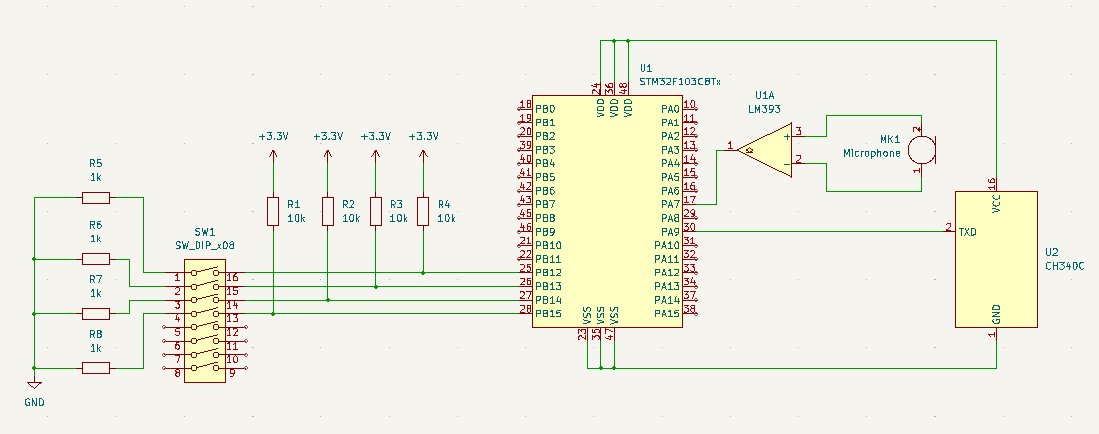 R5
1k
R6
1k
R7
1k
R8
1k
GND
SW1
SW_DIP_x08
1
2
3
4
5
6
7
8
16
15
14
13
12
11
10
9
+3.3V
+3.3V
+3.3V
+3.3V
R1
10k
R2
10k
R3
10k
R4
10k
U1
STM32F103CBTx
24
36
48
VDD
VDD
VDD
18 PB0
19 PB1
20 PB2
39 PB3
40 PB4
41 PB5
42 PB6
43 PB7
45 PB8
46 PB9
21 PB10
22 PB11
25 PB12
26 PB13
27 PB14
28 PB15
PA0 10
PA1 11
PA2 12
PA3 13
PA4 14
PA5 15
PA6 16
PA7 17
PA8 29
PA9 30
PA10 31
PA11 32
PA12 33
PA13 34
PA14 37
PA15 38
VSS
VSS
VSS
23
35
47
U1A
LM393
1
+ 3
- 2
MK1
Microphone
2
1
16
VCC
2 TXD
GND
1
U2
CH340C